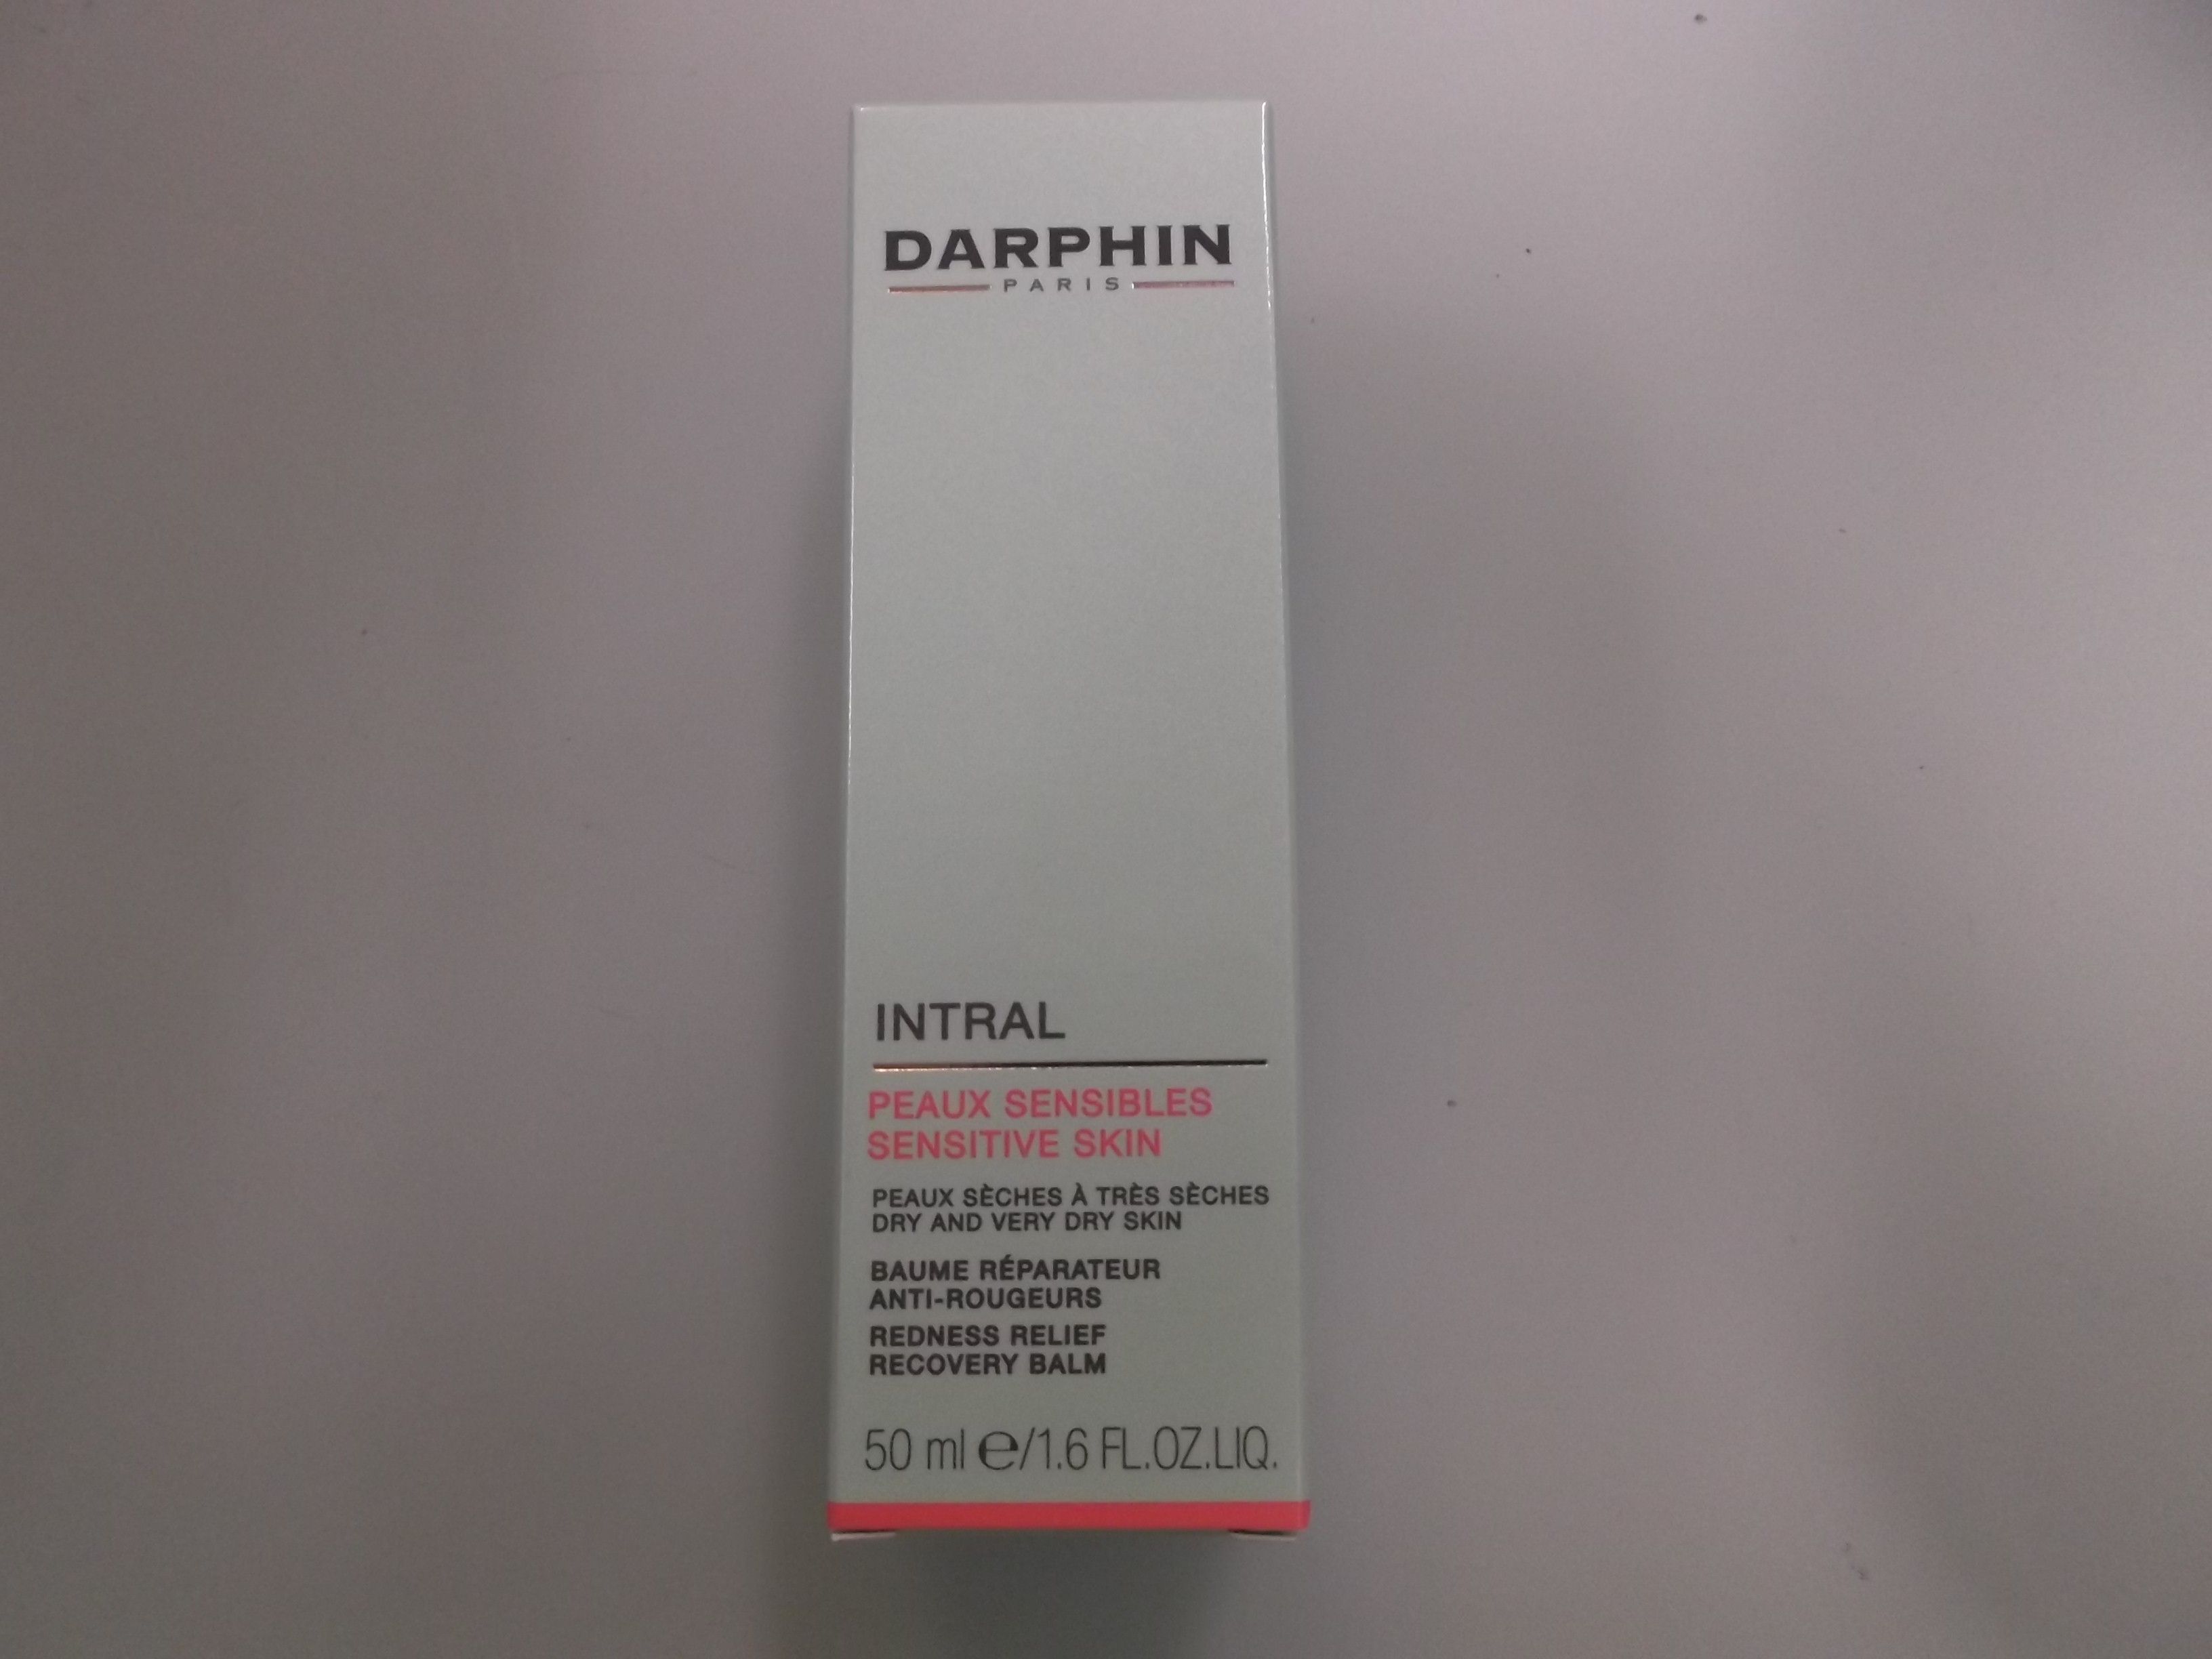 DARPHIN
PARIS
INTRAL
PEAUX SENSIBLES
SENSITIVE SKIN
PEAUX SÈCHES À TRÈS SÈCHES
DRY AND VERY DRY SKIN
BAUME RÉPARATEUR
ANTI-ROUGEURS
REDNESS RELIEF
RECOVERY BALM
50 ml ℮/1.6 FL.OZ.LIQ.